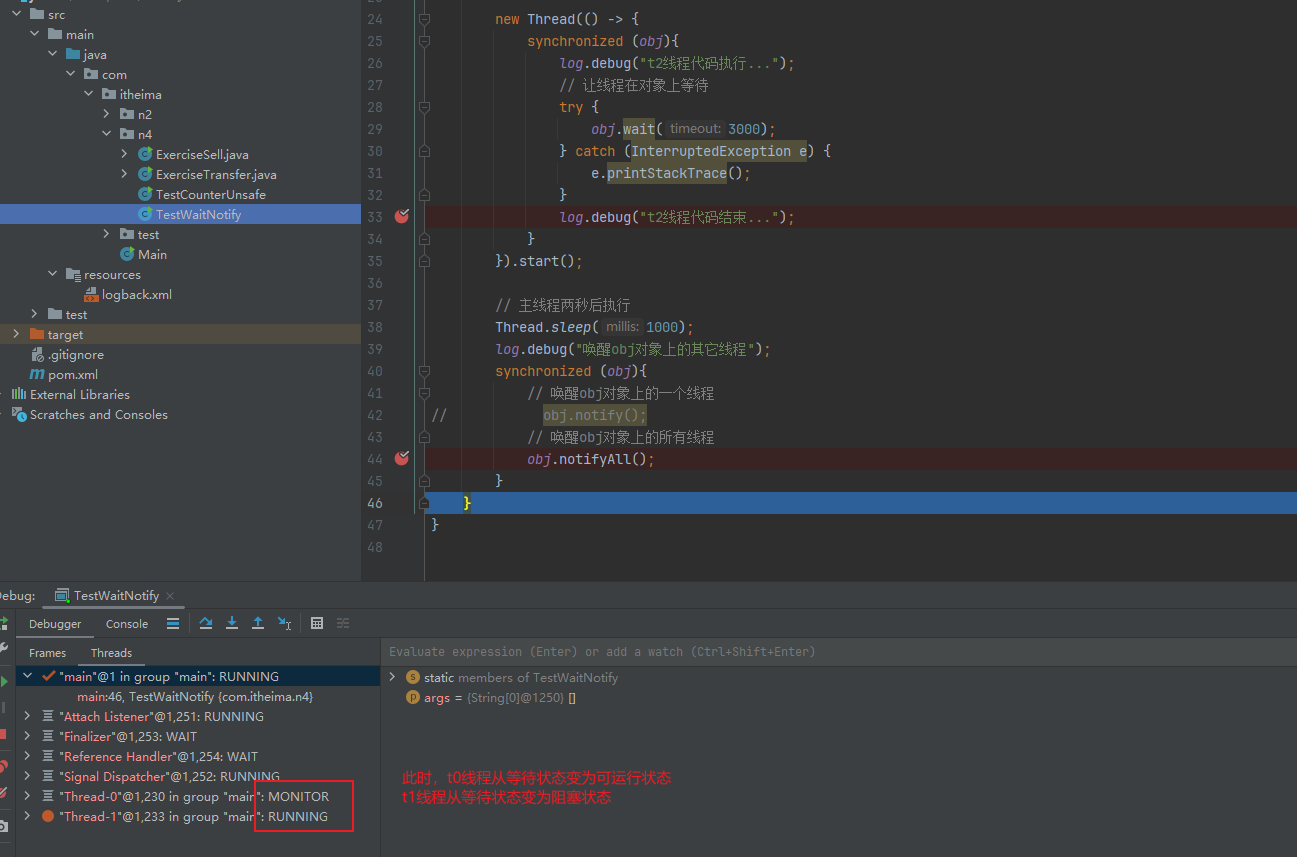 src
main
java
com
itheima
n2
n4
ExerciseSell.java
ExerciseTransfer.java
TestCounterUnsafe
TestWaitNotify
test
Main
resources
logback.xml
test
target
.gitignore
pom.xml
External Libraries
Scratches and Consoles
24 new Thread(() -> {
25 synchronized (obj){
26 log.debug("t2线程代码执行...");
27 // 让线程在对象上等待
28 try {
29 obj.wait( timeout: 3000);
30 } catch (InterruptedException e) {
31 e.printStackTrace();
32 }
33 log.debug("t2线程代码结束...");
34 }
35 }).start();
36
37 // 主线程两秒后执行
38 Thread.sleep( millis: 1000);
39 log.debug("唤醒obj对象上的其它线程");
40 synchronized (obj){
41 // 唤醒obj对象上的一个线程
42 // obj.notify();
43 // 唤醒obj对象上的所有线程
44 obj.notifyAll();
45 }
46 }
47 }
48
ebug: TestWaitNotify
Debugger Console
Frames Threads
"main"@1 in group "main": RUNNING
main:46, TestWaitNotify {com.itheima.n4}
"Attach Listener"@1,251: RUNNING
"Finalizer"@1,253: WAIT
"Reference Handler"@1,254: WAIT
"Signal Dispatcher"@1,252: RUNNING
"Thread-0"@1,230 in group "main": MONITOR
"Thread-1"@1,233 in group "main": RUNNING
Evaluate expression (Enter) or add a watch (Ctrl+Shift+Enter)
static members of TestWaitNotify
args = {String[0]@1250} []
此时，t0线程从等待状态变为可运行状态
t1线程从等待状态变为阻塞状态